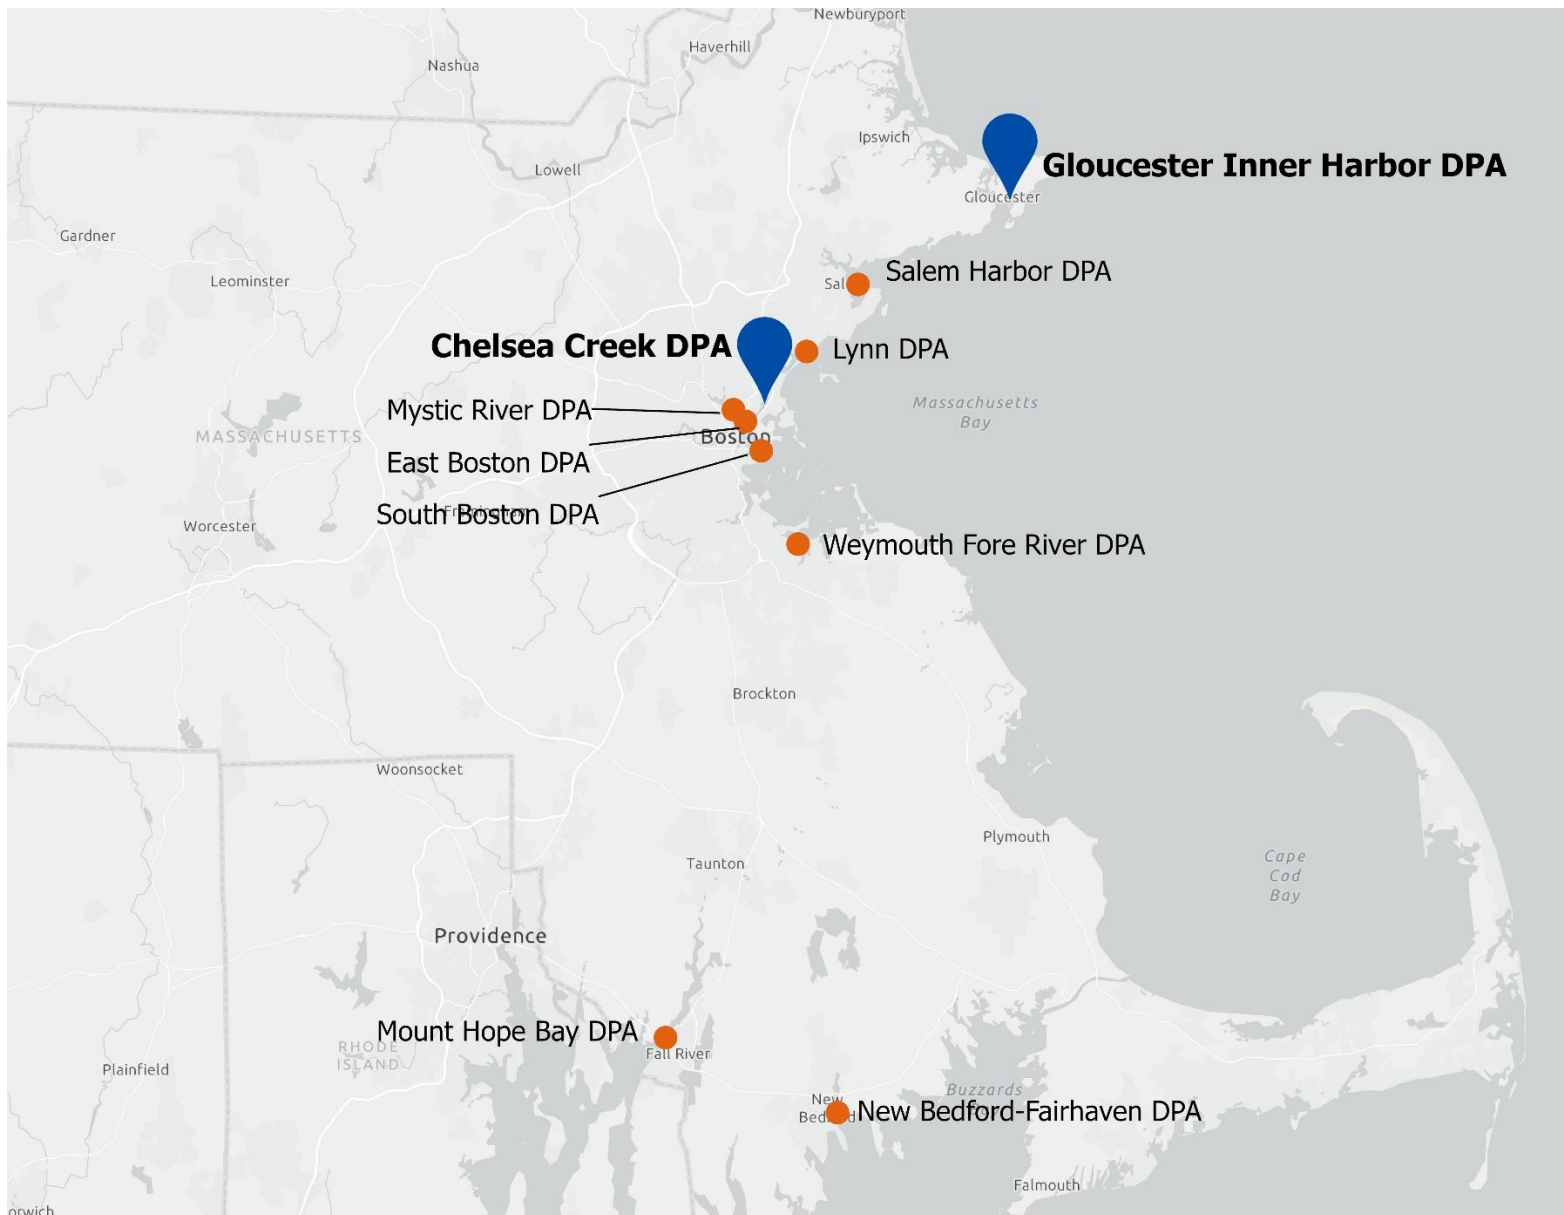 Newburyport
Haverhill
Nashua
Ipswich
Gloucester Inner Harbor DPA
Lowell
Gloucester
Gardner
Salem Harbor DPA
Leominster
Sal
Chelsea Creek DPA
Lynn DPA
Massachusetts
Bay
Mystic River DPA
MASSACHUSETTS
Boston
East Boston DPA
South Boston DPA
Framingham
Worcester
Weymouth Fore River DPA
Brockton
Woonsocket
Plymouth
Taunton
Cape
Cod
Bay
Providence
Mount Hope Bay DPA
RHODE
ISLAND
Fall River
Plainfield
Buzzards
New
Bedford
New Bedford-Fairhaven DPA
Falmouth
orwich